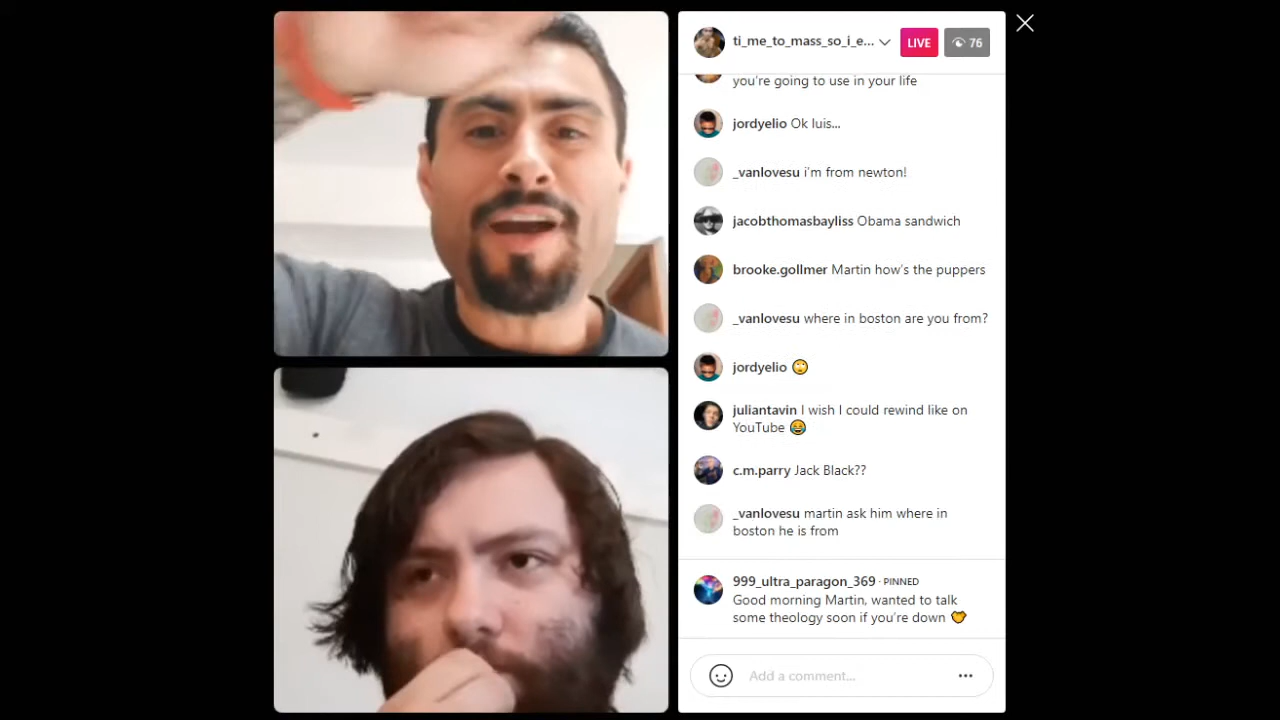 ti_me_to_mass_so_i_e...
LIVE
76
you're going to use in your life
jordyelio Ok luis...
_vanlovesu i'm from newton!
jacobthomasbayliss Obama sandwich
brooke.gollmer Martin how's the puppers
_vanlovesu where in boston are you from?
jordyelio 🙄
juliantavin I wish I could rewind like on
YouTube 😂
c.m.parry Jack Black??
_vanlovesu martin ask him where in
boston he is from
999_ultra_paragon_369 · PINNED
Good morning Martin, wanted to talk
some theology soon if you're down
Add a comment...